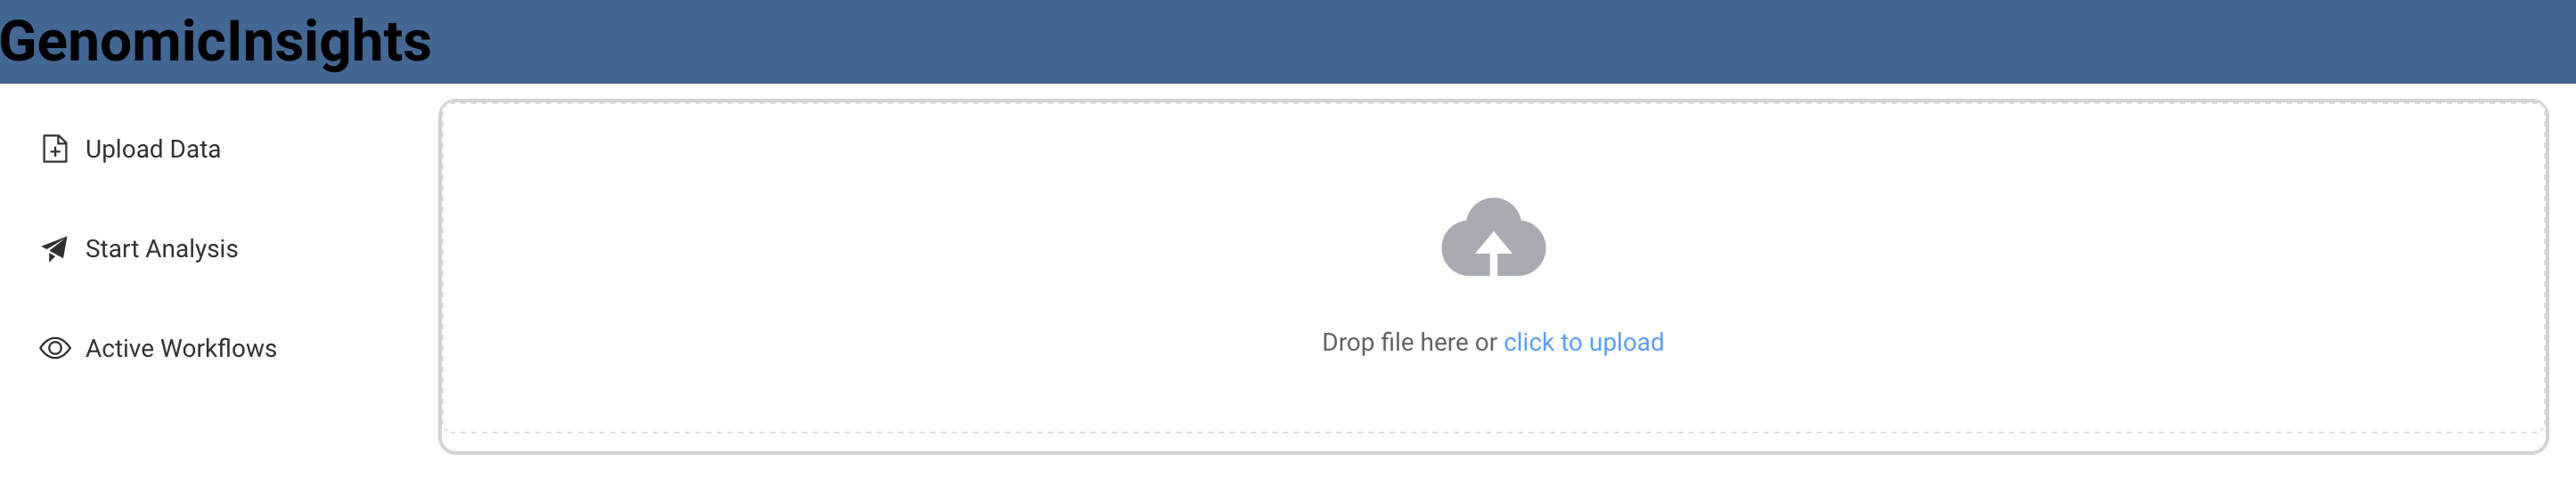 GenomicInsights
Upload Data
Start Analysis
Active Workflows
Drop file here or click to upload